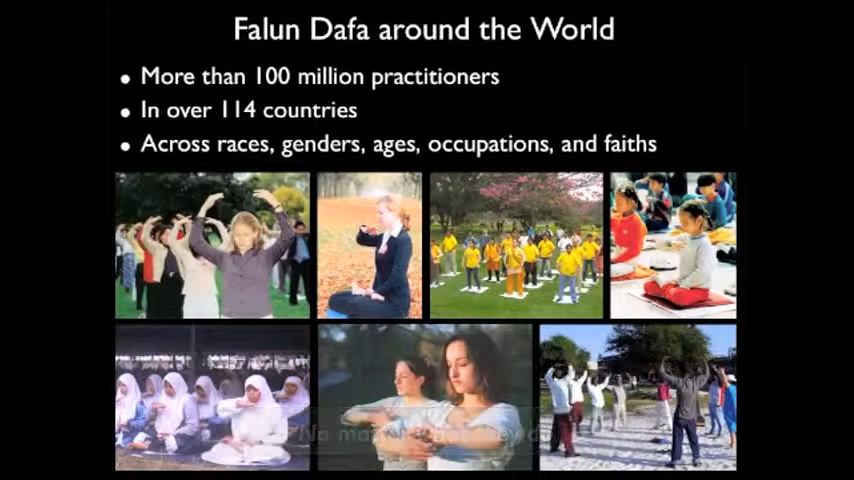 Falun Dafa around the World
• More than 100 million practitioners
• In over 114 countries
• Across races, genders, ages, occupations, and faiths
No